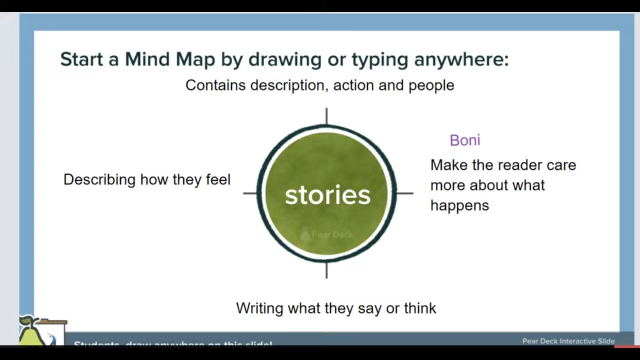 Start a Mind Map by drawing or typing anywhere:
Contains description, action and people
Boni
Describing how they feel
Make the reader care
more about what
happens
stories
Pear Deck
Writing what they say or think
Students, draw anywhere on this slide!
Pear Deck Interactive Slide